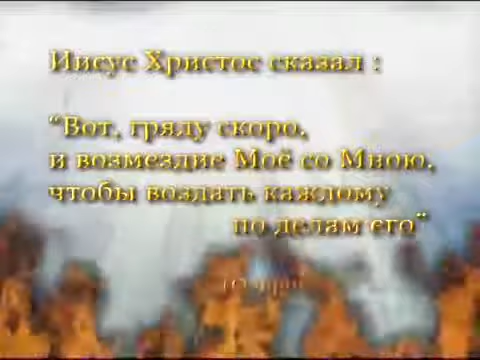 Иисус Христос сказал :
“Вот, гряду скоро,
и возмездие Моё со Мною,
чтобы воздать каждому
по делам его“